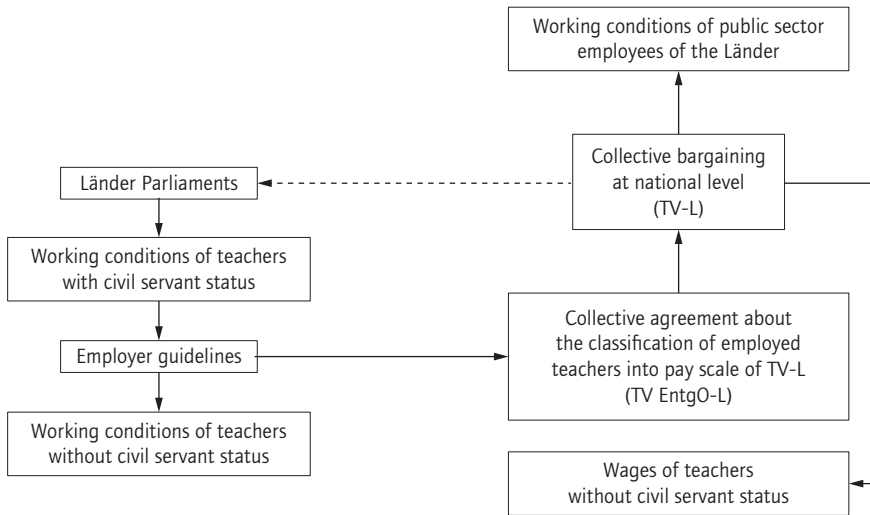 Working conditions of public sector
employees of the Länder
Collective bargaining
at national level
(TV-L)
Länder Parliaments
Working conditions of teachers
with civil servant status
Collective agreement about
the classification of employed
teachers into pay scale of TV-L
(TV EntgO-L)
Employer guidelines
Working conditions of teachers
without civil servant status
Wages of teachers
without civil servant status